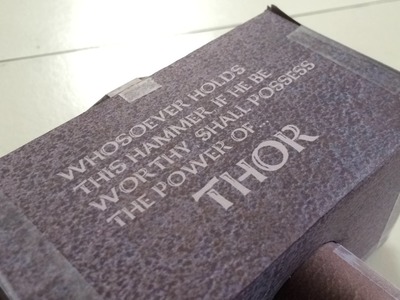 WHOSOEVER HOLDS
THIS HAMMER, IF HE BE
WORTHY, SHALL POSSESS
THE POWER OF...
THOR